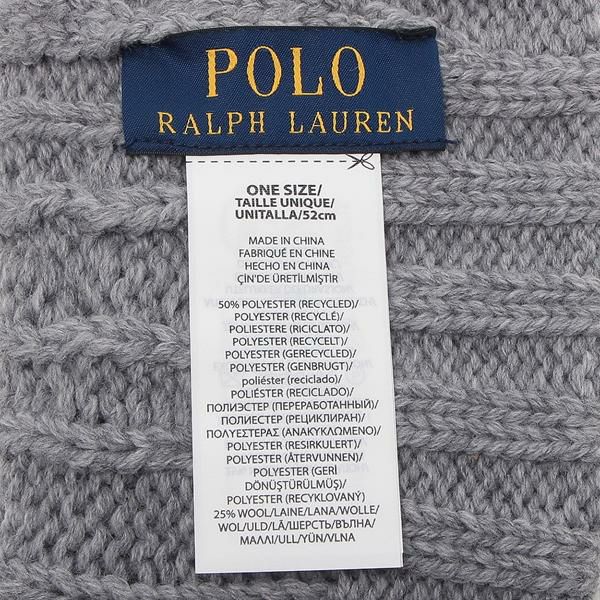 POLO
RALPH LAUREN
ONE SIZE/
TAILLE UNIQUE/
UNITALLA/52cm
MADE IN CHINA
FABRIQUÉ EN CHINE
HECHO EN CHINA
ÇİN'DE ÜRETİLMİŞTİR
50% POLYESTER (RECYCLED)/
POLYESTER (RECYCLÉ)/
POLIESTERE (RICICLATO)/
POLYESTER (RECYCELT)/
POLYESTER (GERECYCLED)/
POLYESTER (GENBRUGT)/
poliéster (reciclado)/
POLIÉSTER (RECICLADO)/
ПОЛИЭСТЕР (ПЕРЕРАБОТАННЫЙ)/
ПОЛИЕСТЕР (РЕЦИКЛИРАН)/
ΠΟΛΥΕΣΤΕΡΑΣ (ΑΝΑΚΥΚΛΩΜΕΝΟ)/
POLYESTER (RESIRKULERT)/
POLYESTER (ÅTERVUNNEN)/
POLYESTER (GERİ
DÖNÜŞTÜRÜLMÜŞ)/
POLYESTER (RECYKLOVANÝ)
25% WOOL/LAINE/LANA/WOLLE/
WOL/ULD/LÃ/ШЕРСТЬ/ВЪЛНА/
ΜΑΛΛΙ/ULL/YÜN/VLNA